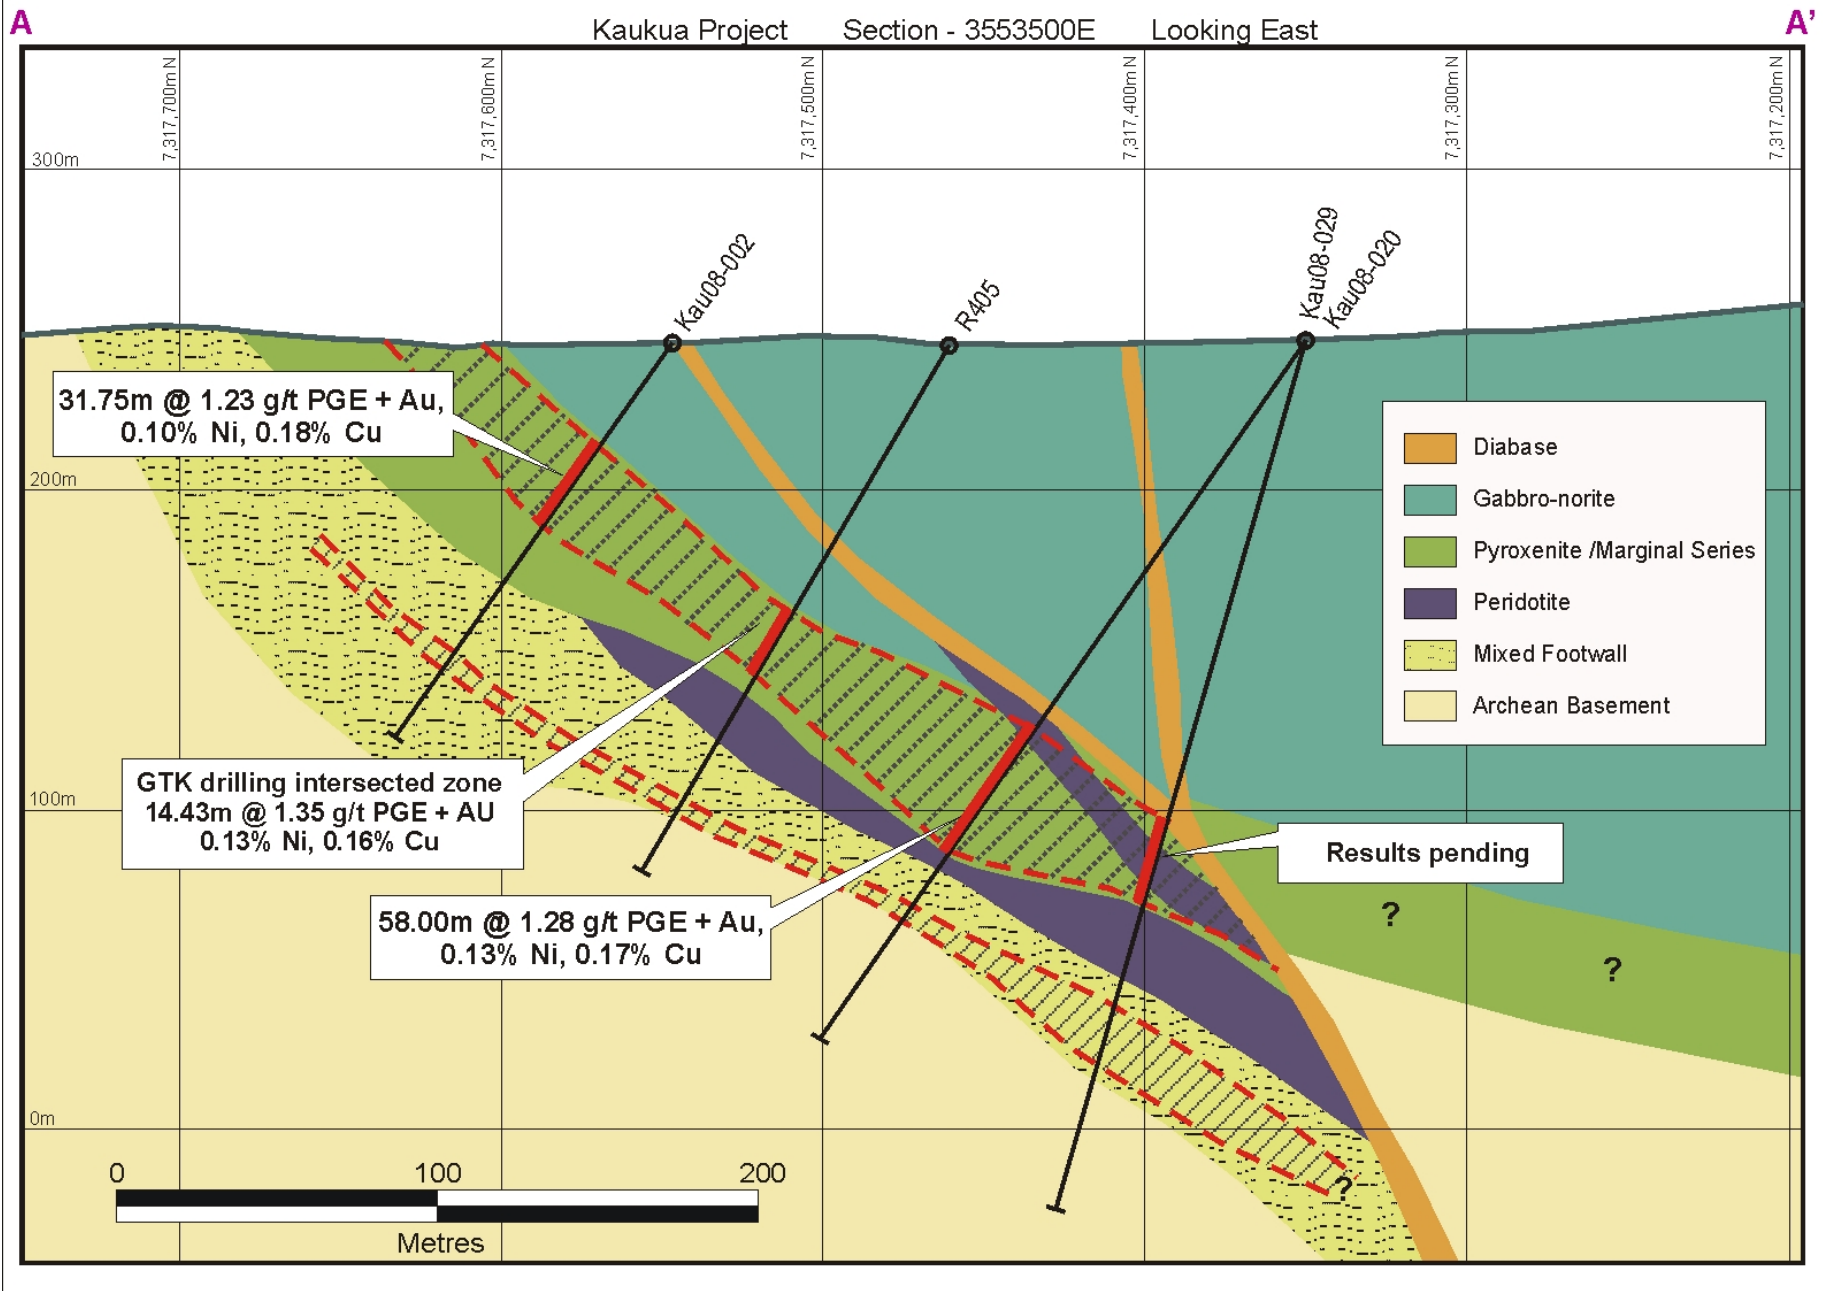 A
Kaukua Project Section - 3553500E Looking East
A’
7,317,700m N
7,317,600m N
7,317,500m N
7,317,400m N
7,317,300m N
7,317,200m N
300m
Kau08-002
R405
Kau08-029
Kau08-020
31.75m @ 1.23 g/t PGE + Au,
0.10% Ni, 0.18% Cu
200m
Diabase
Gabbro-norite
Pyroxenite /Marginal Series
Peridotite
Mixed Footwall
Archean Basement
GTK drilling intersected zone
14.43m @ 1.35 g/t PGE + AU
0.13% Ni, 0.16% Cu
100m
Results pending
58.00m @ 1.28 g/t PGE + Au,
0.13% Ni, 0.17% Cu
?
?
0m
?
0 100 200
Metres